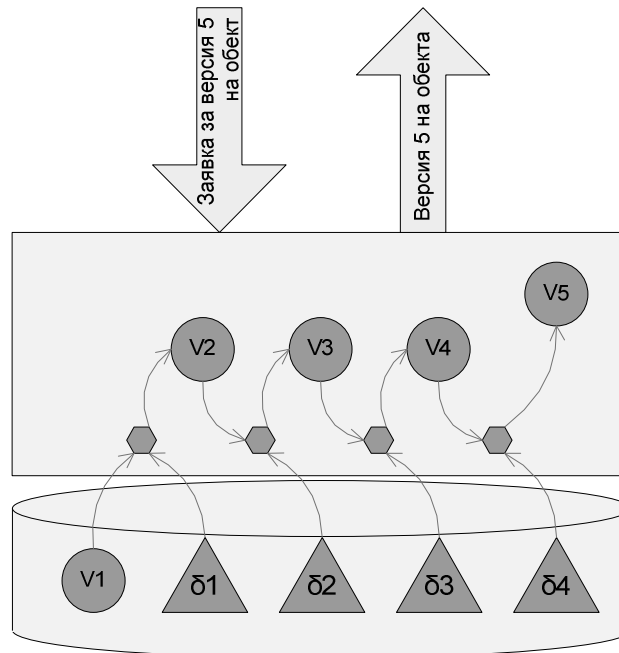 Заявка за версия 5
на обект
Версия 5 на обекта
V5
V2
V3
V4
V1
δ1
δ2
δ3
δ4